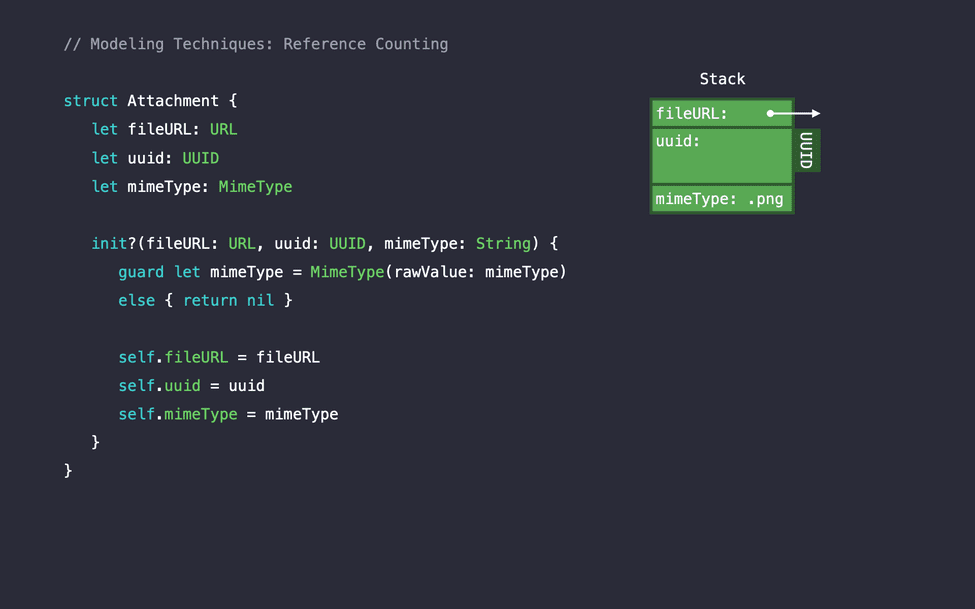 // Modeling Techniques: Reference Counting
struct Attachment {
let fileURL: URL
let uuid: UUID
let mimeType: MimeType
init?(fileURL: URL, uuid: UUID, mimeType: String) {
guard let mimeType = MimeType(rawValue: mimeType)
else { return nil }
self.fileURL = fileURL
self.uuid = uuid
self.mimeType = mimeType
}
}
Stack
fileURL:
uuid:
UUID
mimeType: .png